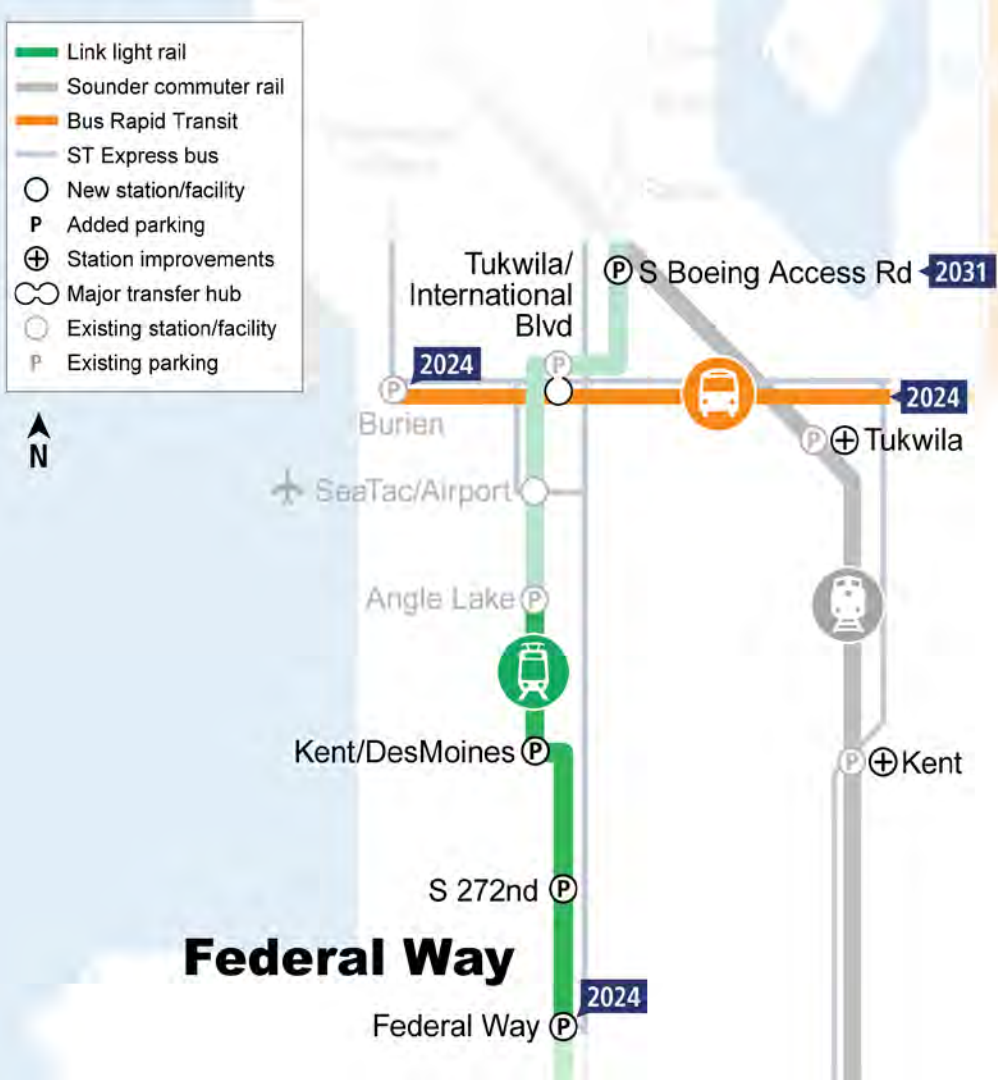 Link light rail
Sounder commuter rail
Bus Rapid Transit
ST Express bus
New station/facility
P Added parking
Station improvements
Major transfer hub
Existing station/facility
P Existing parking
N
Tukwila/
International
Blvd
P S Boeing Access Rd 2031
2024
P
P
Burien
2024
P Tukwila
SeaTac/Airport
Angle Lake P
Kent/DesMoines P
P Kent
S 272nd P
Federal Way
2024
Federal Way P